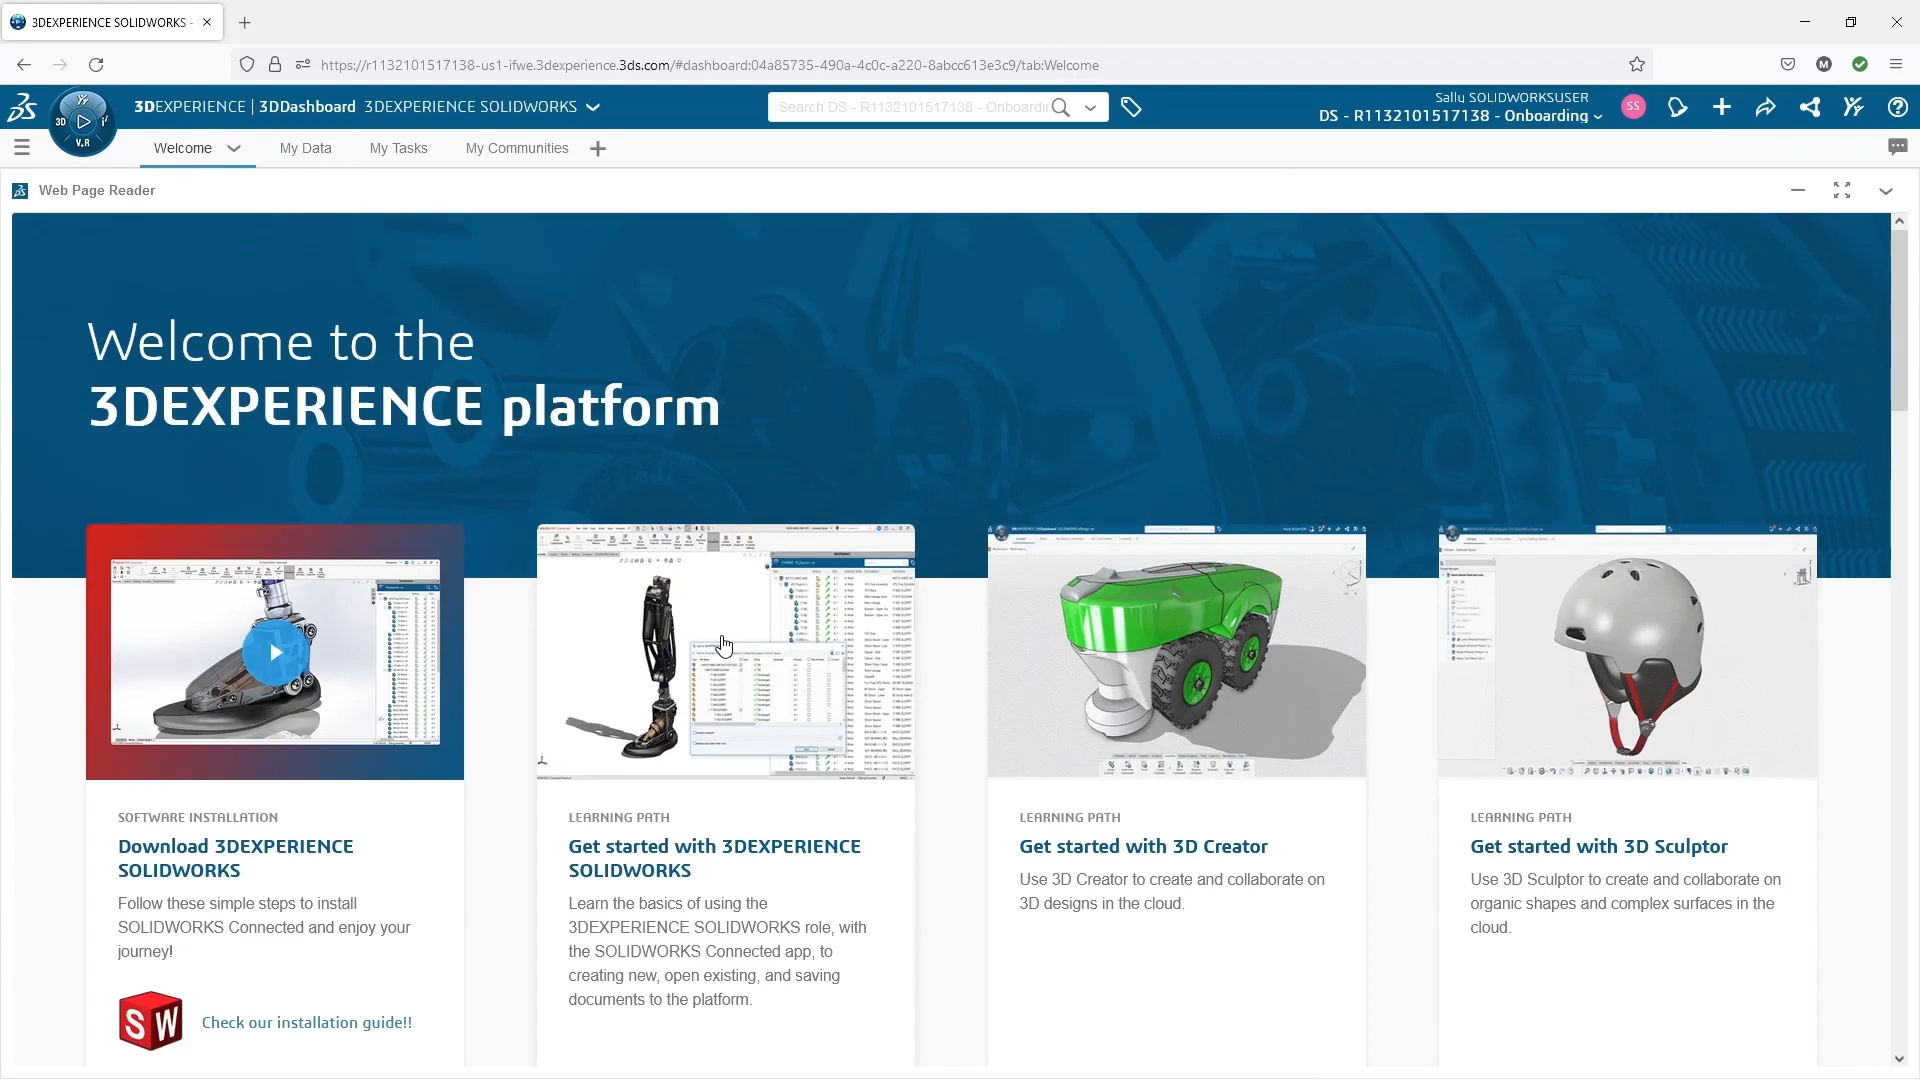 3DEXPERIENCE SOLIDWORKS -
https://r1132101517138-us1-ifwe.3dexperience.3ds.com/#dashboard:04a85735-490a-4c0c-a220-8abcc613e3c9/tab:Welcome
M
3DEXPERIENCE | 3DDashboard 3DEXPERIENCE SOLIDWORKS
Search DS - R1132101517138 - Onboardin
Sally SOLIDWORKSUSER
DS - R1132101517138 - Onboarding
SS
3D
V.R
Welcome
My Data
My Tasks
My Communities
Web Page Reader
Welcome to the
3DEXPERIENCE platform
SOFTWARE INSTALLATION
Download 3DEXPERIENCE
SOLIDWORKS
Follow these simple steps to install
SOLIDWORKS Connected and enjoy your
journey!
SW
Check our installation guide!!
LEARNING PATH
Get started with 3DEXPERIENCE
SOLIDWORKS
Learn the basics of using the
3DEXPERIENCE SOLIDWORKS role, with
the SOLIDWORKS Connected app, to
creating new, open existing, and saving
documents to the platform.
LEARNING PATH
Get started with 3D Creator
Use 3D Creator to create and collaborate on
3D designs in the cloud.
LEARNING PATH
Get started with 3D Sculptor
Use 3D Sculptor to create and collaborate on
organic shapes and complex surfaces in the
cloud.